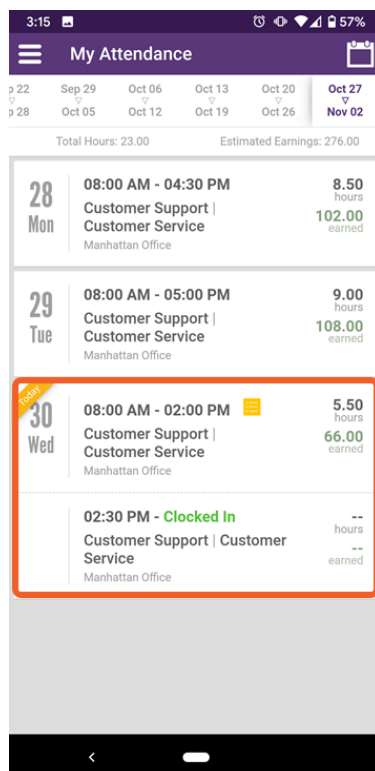 3:15 57%
My Attendance
p 22 Sep 29 Oct 06 Oct 13 Oct 20 Oct 27
p 28 Oct 05 Oct 12 Oct 19 Oct 26 Nov 02
Total Hours: 23.00 Estimated Earnings: 276.00
28 Mon
08:00 AM - 04:30 PM 8.50 hours
Customer Support | 102.00 earned
Customer Service
Manhattan Office
29 Tue
08:00 AM - 05:00 PM 9.00 hours
Customer Support | 108.00 earned
Customer Service
Manhattan Office
Today
30 Wed
08:00 AM - 02:00 PM 5.50 hours
Customer Support | 66.00 earned
Customer Service
Manhattan Office
02:30 PM - Clocked In -- hours
Customer Support | Customer -- earned
Service
Manhattan Office